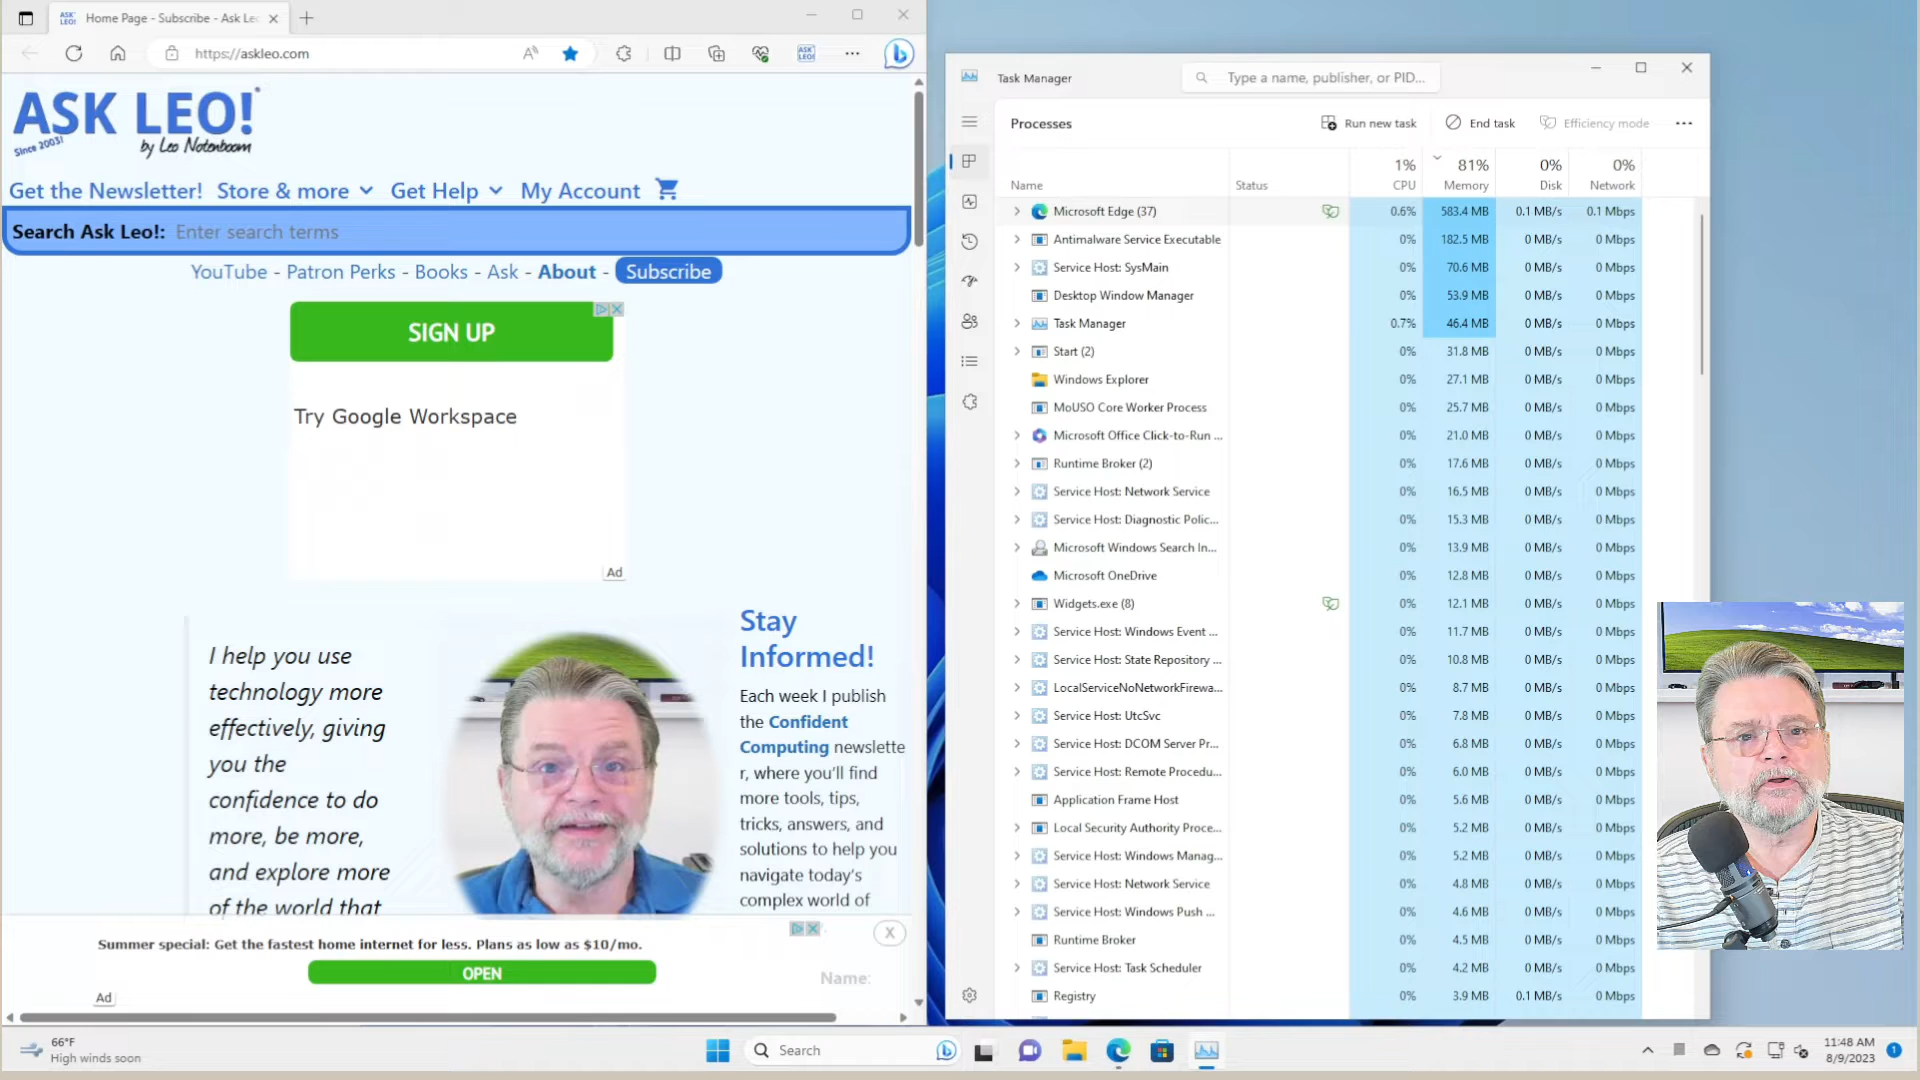 Home Page - Subscribe - Ask Le
https://askleo.com
ASK LEO!
Since 2003!
by Leo Notenboom
Get the Newsletter! Store & more Get Help My Account
Search Ask Leo!: Enter search terms
YouTube - Patron Perks - Books - Ask - About - Subscribe
SIGN UP
Try Google Workspace
Ad
I help you use
technology more
effectively, giving
you the
confidence to do
more, be more,
and explore more
of the world that
Stay
Informed!
Each week I publish
the Confident
Computing newslette
r, where you'll find
more tools, tips,
tricks, answers, and
solutions to help you
navigate today's
complex world of
Summer special: Get the fastest home internet for less. Plans as low as $10/mo.
OPEN
Name:
Ad
X
Task Manager
Type a name, publisher, or PID...
Processes Run new task End task Efficiency mode
1% 81% 0% 0%
Name Status CPU Memory Disk Network
Microsoft Edge (37) 0.6% 583.4 MB 0.1 MB/s 0.1 Mbps
Antimalware Service Executable 0% 182.5 MB 0 MB/s 0 Mbps
Service Host: SysMain 0% 70.6 MB 0 MB/s 0 Mbps
Desktop Window Manager 0% 53.9 MB 0 MB/s 0 Mbps
Task Manager 0.7% 46.4 MB 0 MB/s 0 Mbps
Start (2) 0% 31.8 MB 0 MB/s 0 Mbps
Windows Explorer 0% 27.1 MB 0 MB/s 0 Mbps
MoUSO Core Worker Process 0% 25.7 MB 0 MB/s 0 Mbps
Microsoft Office Click-to-Run ... 0% 21.0 MB 0 MB/s 0 Mbps
Runtime Broker (2) 0% 17.6 MB 0 MB/s 0 Mbps
Service Host: Network Service 0% 16.5 MB 0 MB/s 0 Mbps
Service Host: Diagnostic Polic... 0% 15.3 MB 0 MB/s 0 Mbps
Microsoft Windows Search In... 0% 13.9 MB 0 MB/s 0 Mbps
Microsoft OneDrive 0% 12.8 MB 0 MB/s 0 Mbps
Widgets.exe (8) 0% 12.1 MB 0 MB/s 0 Mbps
Service Host: Windows Event ... 0% 11.7 MB 0 MB/s 0 Mbps
Service Host: State Repository ... 0% 10.8 MB 0 MB/s 0 Mbps
LocalServiceNoNetworkFirewa... 0% 8.7 MB 0 MB/s 0 Mbps
Service Host: UtcSvc 0% 7.8 MB 0 MB/s 0 Mbps
Service Host: DCOM Server Pr... 0% 6.8 MB 0 MB/s 0 Mbps
Service Host: Remote Procedu... 0% 6.0 MB 0 MB/s 0 Mbps
Application Frame Host 0% 5.6 MB 0 MB/s 0 Mbps
Local Security Authority Proce... 0% 5.2 MB 0 MB/s 0 Mbps
Service Host: Windows Manag... 0% 5.2 MB 0 MB/s 0 Mbps
Service Host: Network Service 0% 4.8 MB 0 MB/s 0 Mbps
Service Host: Windows Push ... 0% 4.6 MB 0 MB/s 0 Mbps
Runtime Broker 0% 4.5 MB 0 MB/s 0 Mbps
Service Host: Task Scheduler 0% 4.2 MB 0 MB/s 0 Mbps
Registry 0% 3.9 MB 0.1 MB/s 0 Mbps
66°F
High winds soon
Search
11:48 AM
8/9/2023
1